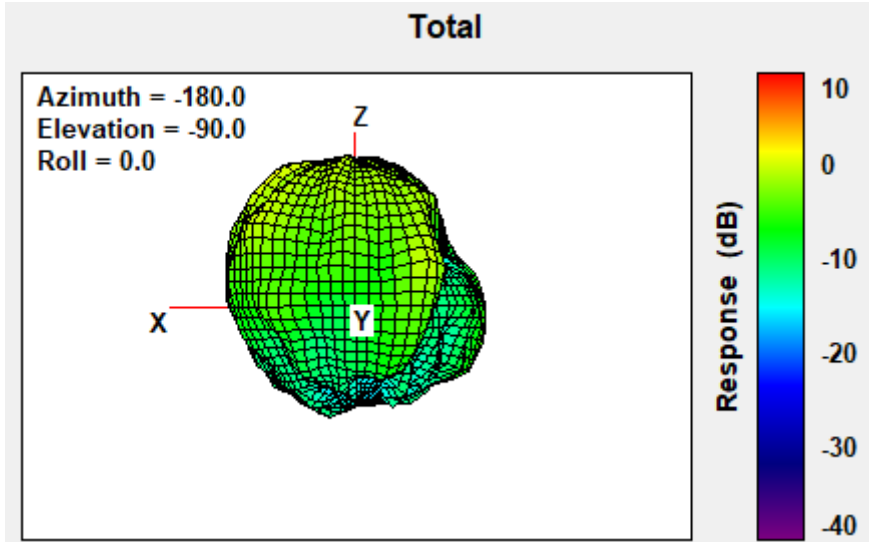 Total
Azimuth = -180.0
Elevation = -90.0
Roll = 0.0
Z
X
Y
Response (dB)
10
0
-10
-20
-30
-40